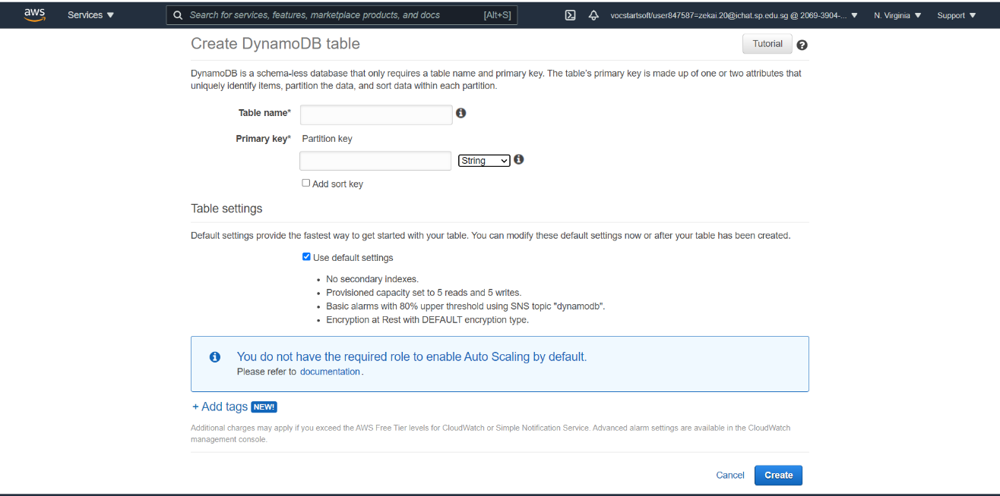 aws Services Search for services, features, marketplace products, and docs [Alt+S] vocstartsoft/user847587=zekai.20@ichat.sp.edu.sg @ 2069-3904-... N. Virginia Support
Create DynamoDB table Tutorial
DynamoDB is a schema-less database that only requires a table name and primary key. The table's primary key is made up of one or two attributes that
uniquely identify items, partition the data, and sort data within each partition.
Table name*
Primary key* Partition key
String
Add sort key
Table settings
Default settings provide the fastest way to get started with your table. You can modify these default settings now or after your table has been created.
Use default settings
• No secondary indexes.
• Provisioned capacity set to 5 reads and 5 writes.
• Basic alarms with 80% upper threshold using SNS topic "dynamodb".
• Encryption at Rest with DEFAULT encryption type.
You do not have the required role to enable Auto Scaling by default.
Please refer to documentation.
+ Add tags NEW!
Additional charges may apply if you exceed the AWS Free Tier levels for CloudWatch or Simple Notification Service. Advanced alarm settings are available in the CloudWatch
management console.
Cancel Create